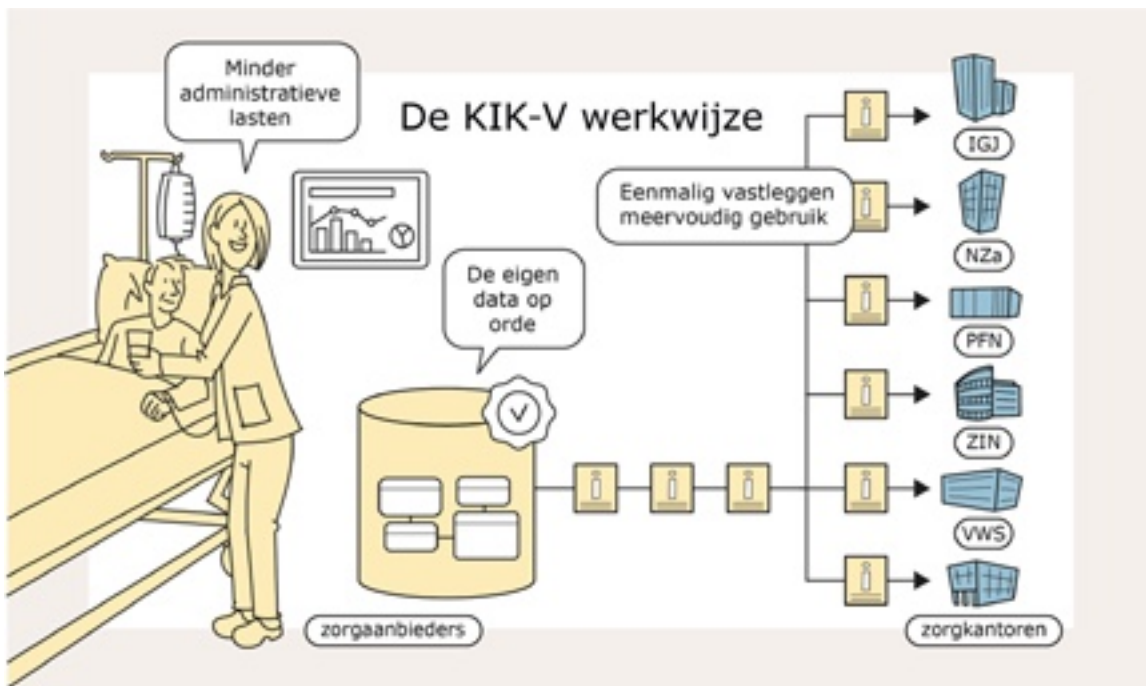 Minder
administratieve
lasten
De KIK-V werkwijze
Eenmalig vastleggen
meervoudig gebruik
De eigen
data op
orde
IGJ
NZa
PFN
ZIN
VWS
zorgaanbieders
zorgkantoren